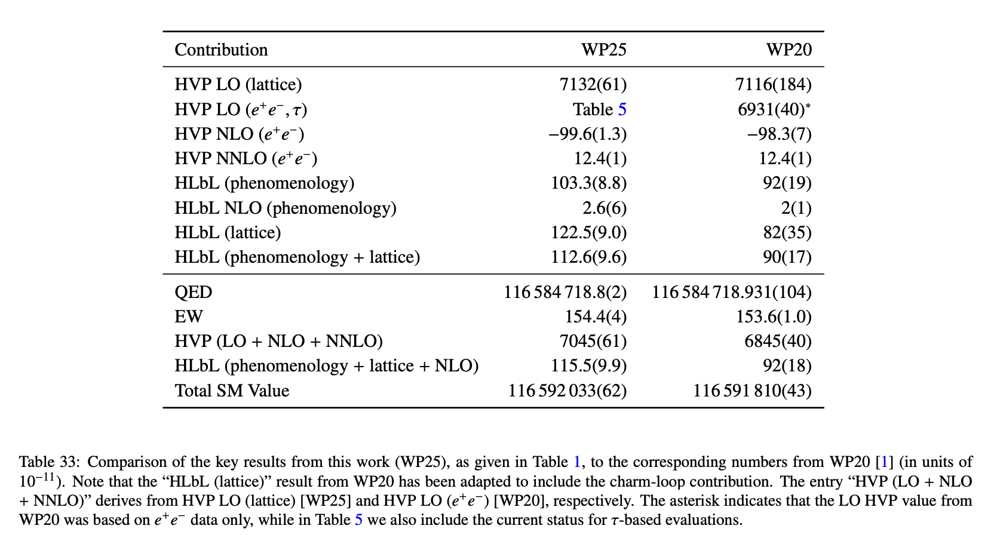 Contribution WP25 WP20
HVP LO (lattice) 7132(61) 7116(184)
HVP LO (e⁺e⁻, τ) Table 5 6931(40)*
HVP NLO (e⁺e⁻) −99.6(1.3) −98.3(7)
HVP NNLO (e⁺e⁻) 12.4(1) 12.4(1)
HLbL (phenomenology) 103.3(8.8) 92(19)
HLbL NLO (phenomenology) 2.6(6) 2(1)
HLbL (lattice) 122.5(9.0) 82(35)
HLbL (phenomenology + lattice) 112.6(9.6) 90(17)
QED 116 584 718.8(2) 116 584 718.931(104)
EW 154.4(4) 153.6(1.0)
HVP (LO + NLO + NNLO) 7045(61) 6845(40)
HLbL (phenomenology + lattice + NLO) 115.5(9.9) 92(18)
Total SM Value 116 592 033(62) 116 591 810(43)
Table 33: Comparison of the key results from this work (WP25), as given in Table 1, to the corresponding numbers from WP20 [1] (in units of
10⁻¹¹). Note that the “HLbL (lattice)” result from WP20 has been adapted to include the charm-loop contribution. The entry “HVP (LO + NLO
+ NNLO)” derives from HVP LO (lattice) [WP25] and HVP LO (e⁺e⁻) [WP20], respectively. The asterisk indicates that the LO HVP value from
WP20 was based on e⁺e⁻ data only, while in Table 5 we also include the current status for τ-based evaluations.